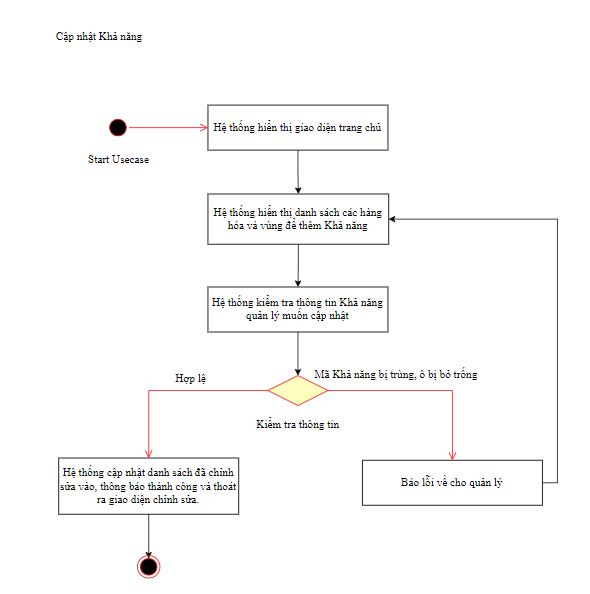 Cập nhật Khả năng
Hệ thống hiển thị giao diện trang chủ
Start Usecase
Hệ thống hiển thị danh sách các hàng
hóa và vùng để thêm Khả năng
Hệ thống kiểm tra thông tin Khả năng
quản lý muốn cập nhật
Mã Khả năng bị trùng, ô bị bỏ trống
Hợp lệ
Kiểm tra thông tin
Hệ thống cập nhật danh sách đã chỉnh
sửa vào, thông báo thành công và thoát
ra giao diện chỉnh sửa.
Báo lỗi về cho quản lý